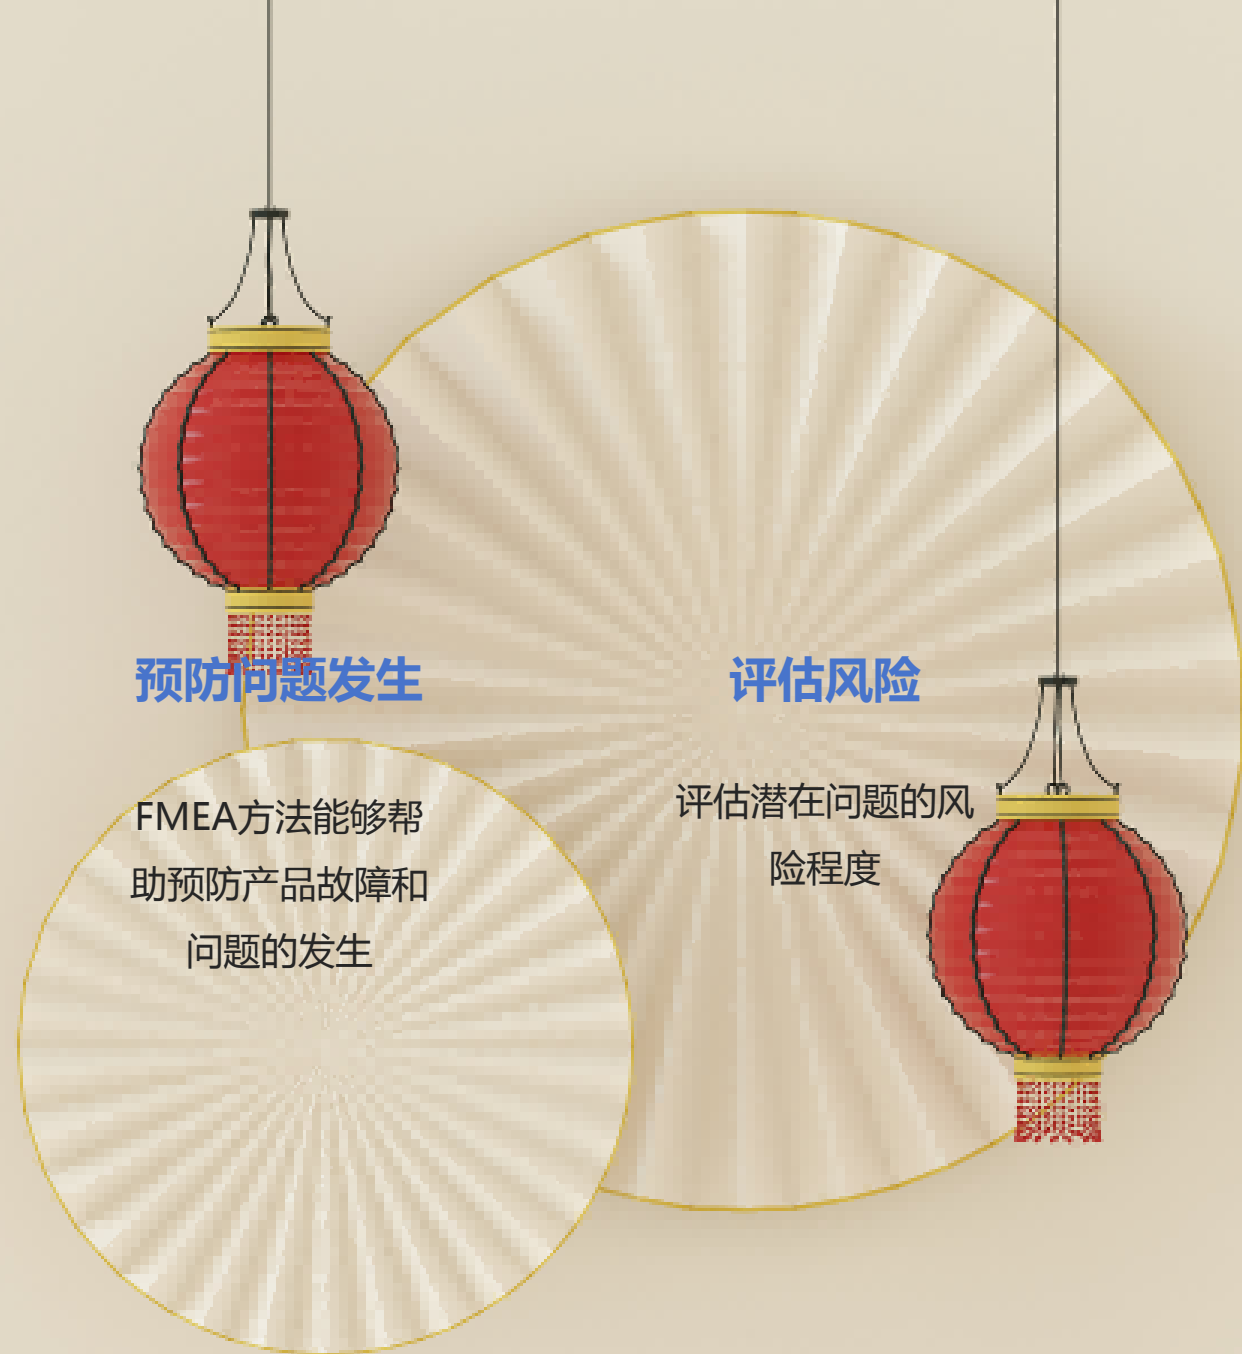 预防问题发生
FMEA方法能够帮
助预防产品故障和
问题的发生
评估风险
评估潜在问题的风
险程度